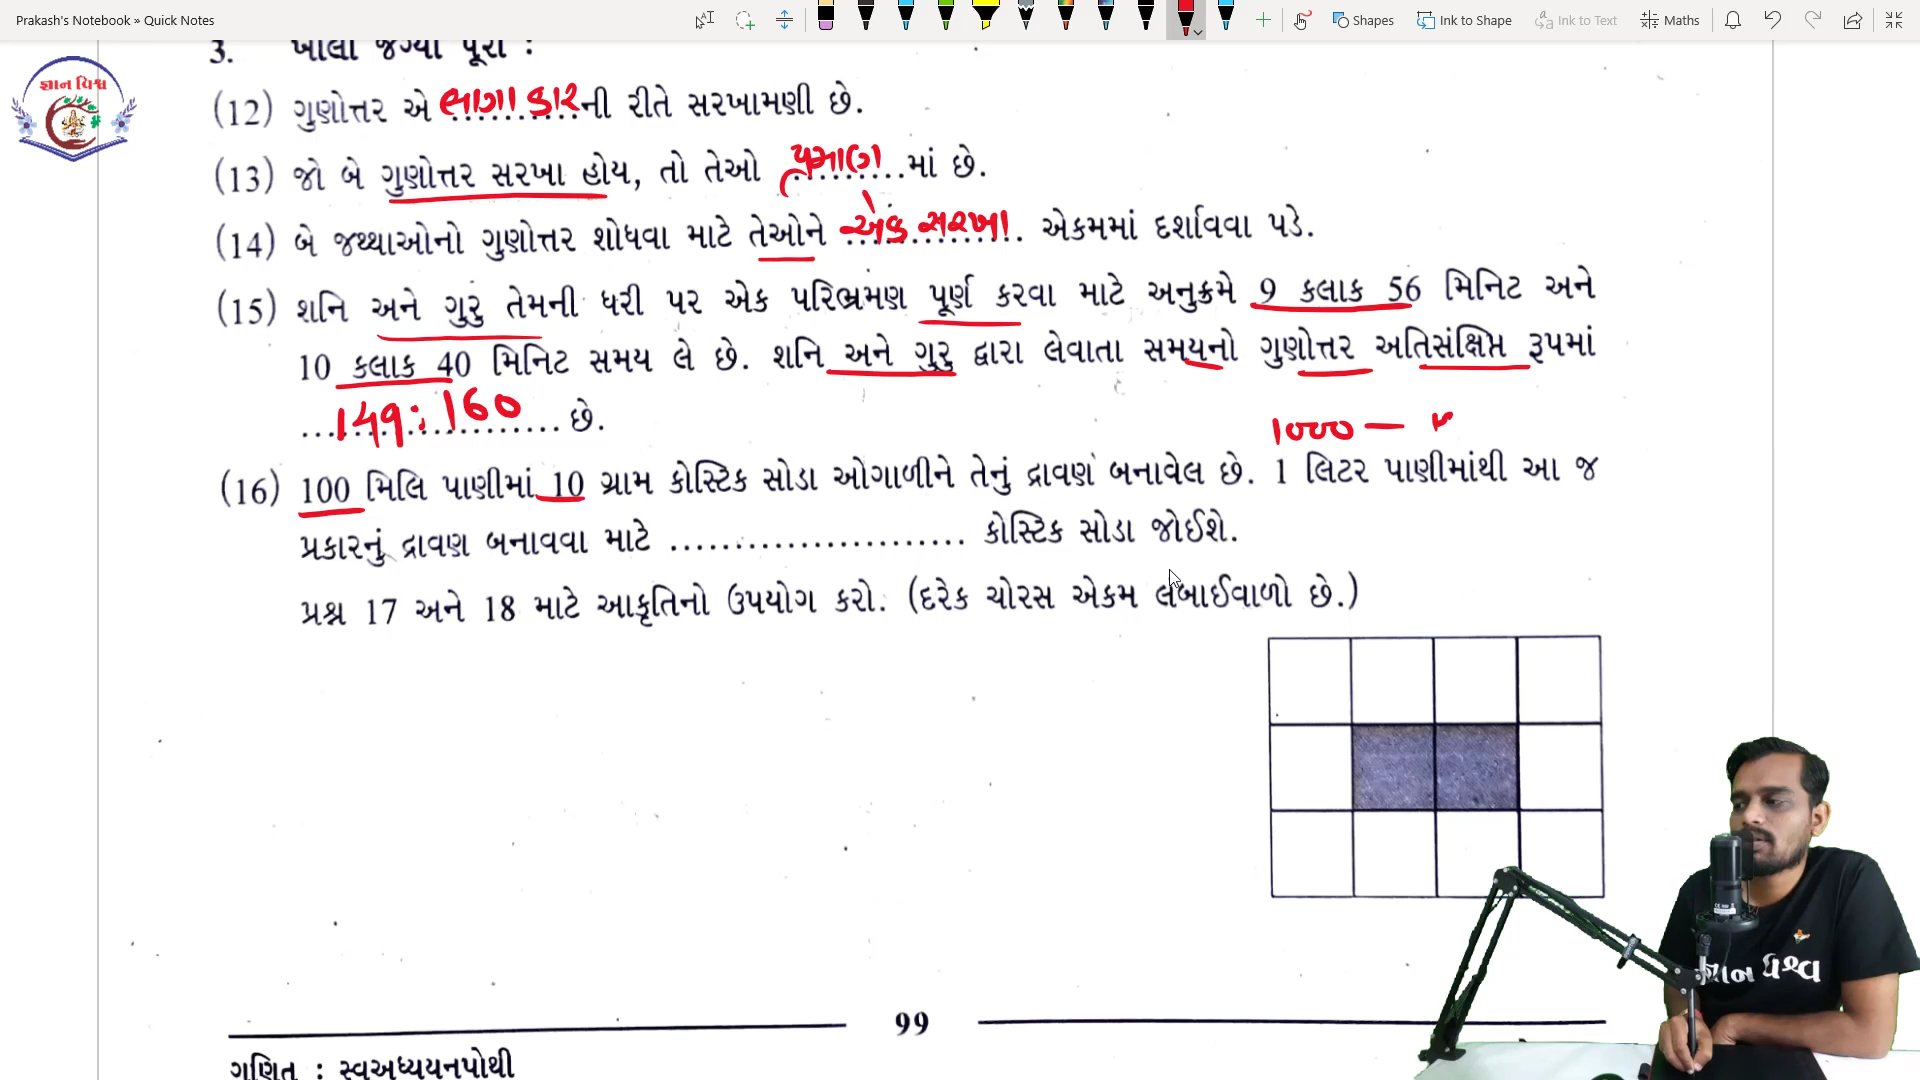 Prakash's Notebook » Quick Notes
Shapes Ink to Shape Ink to Text Maths
3. ખાલી જગ્યા પૂરો :
જ્ઞાન વિશ્વ
(12) ગુણોત્તર એ ભાગાકારની રીતે સરખામણી છે.
(13) જો બે ગુણોત્તર સરખા હોય, તો તેઓ પ્રમાણમાં છે.
(14) બે જથ્થાઓનો ગુણોત્તર શોધવા માટે તેઓને એક સરખા એકમમાં દર્શાવવા પડે.
(15) શનિ અને ગુરુ તેમની ધરી પર એક પરિભ્રમણ પૂર્ણ કરવા માટે અનુક્રમે 9 કલાક 56 મિનિટ અને
10 કલાક 40 મિનિટ સમય લે છે. શનિ અને ગુરુ દ્વારા લેવાતા સમયનો ગુણોત્તર અતિસંક્ષિપ્ત રૂપમાં
149:160 છે.
1000 —
(16) 100 મિલિ પાણીમાં 10 ગ્રામ કોસ્ટિક સોડા ઓગાળીને તેનું દ્રાવણ બનાવેલ છે. 1 લિટર પાણીમાંથી આ જ
પ્રકારનું દ્રાવણ બનાવવા માટે ...................... કોસ્ટિક સોડા જોઈશે.
પ્રશ્ન 17 અને 18 માટે આકૃતિનો ઉપયોગ કરો. (દરેક ચોરસ એકમ લંબાઈવાળો છે.)
જ્ઞાન વિશ્વ
99
ગણિત : સ્વઅધ્યયનપોથી